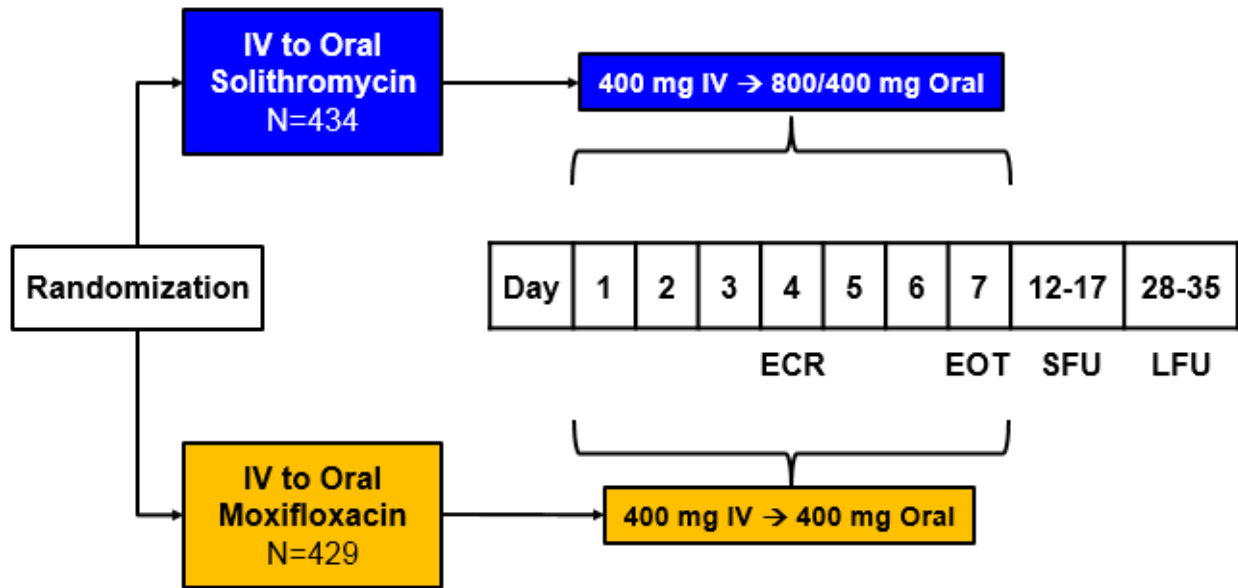 IV to Oral
Solithromycin
N=434
400 mg IV → 800/400 mg Oral
Randomization
Day 1 2 3 4 5 6 7 12-17 28-35
ECR EOT SFU LFU
IV to Oral
Moxifloxacin
N=429
400 mg IV → 400 mg Oral